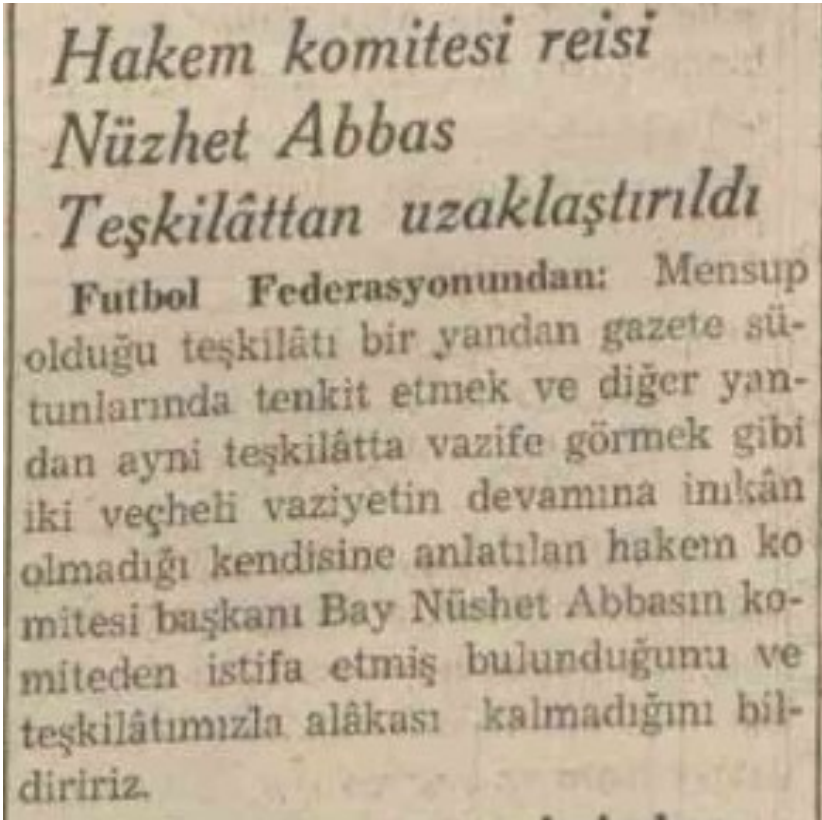 Hakem komitesi reisi
Nüzhet Abbas
Teşkilâttan uzaklaştırıldı
Futbol Federasyonundan: Mensup
olduğu teşkilâtı bir yandan gazete sü-
tunlarında tenkit etmek ve diğer yan-
dan ayni teşkilâtta vazife görmek gibi
iki veçheli vaziyetin devamına imkân
olmadığı kendisine anlatılan hakem ko
mitesi başkanı Bay Nüshet Abbasın ko-
miteden istifa etmiş bulunduğunu ve
teşkilâtımızla alâkası kalmadığını bil-
diririz.